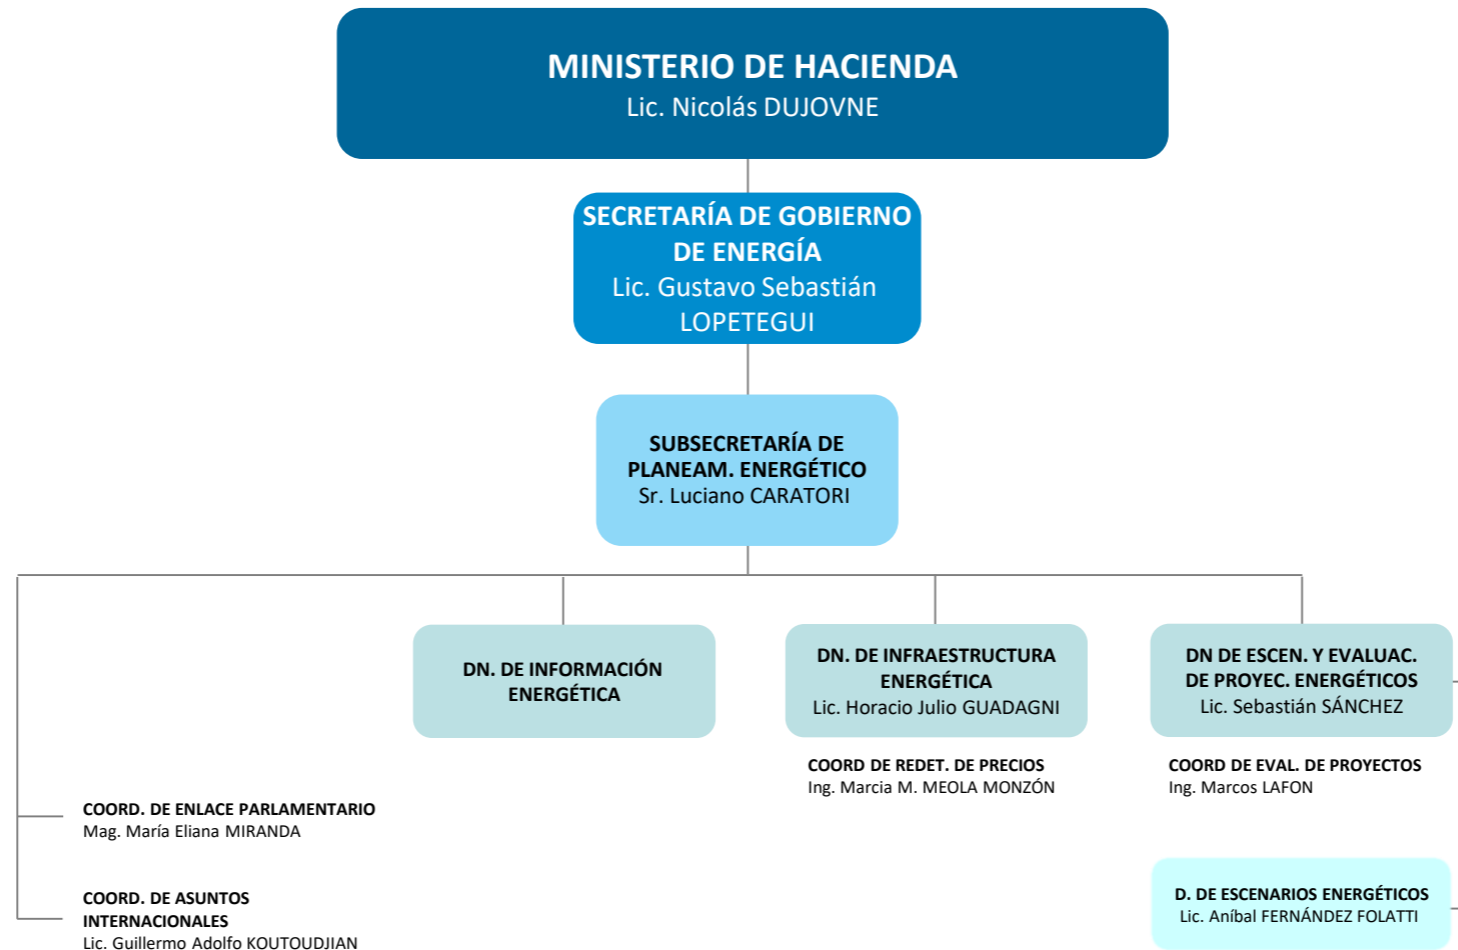 MINISTERIO DE HACIENDA
Lic. Nicolás DUJOVNE
SECRETARÍA DE GOBIERNO
DE ENERGÍA
Lic. Gustavo Sebastián
LOPETEGUI
SUBSECRETARÍA DE
PLANEAM. ENERGÉTICO
Sr. Luciano CARATORI
DN. DE INFORMACIÓN
ENERGÉTICA
DN. DE INFRAESTRUCTURA
ENERGÉTICA
Lic. Horacio Julio GUADAGNI
DN DE ESCEN. Y EVALUAC.
DE PROYEC. ENERGÉTICOS
Lic. Sebastián SÁNCHEZ
COORD DE REDET. DE PRECIOS
Ing. Marcia M. MEOLA MONZÓN
COORD DE EVAL. DE PROYECTOS
Ing. Marcos LAFON
COORD. DE ENLACE PARLAMENTARIO
Mag. María Eliana MIRANDA
COORD. DE ASUNTOS
INTERNACIONALES
Lic. Guillermo Adolfo KOUTOUDJIAN
D. DE ESCENARIOS ENERGÉTICOS
Lic. Aníbal FERNÁNDEZ FOLATTI